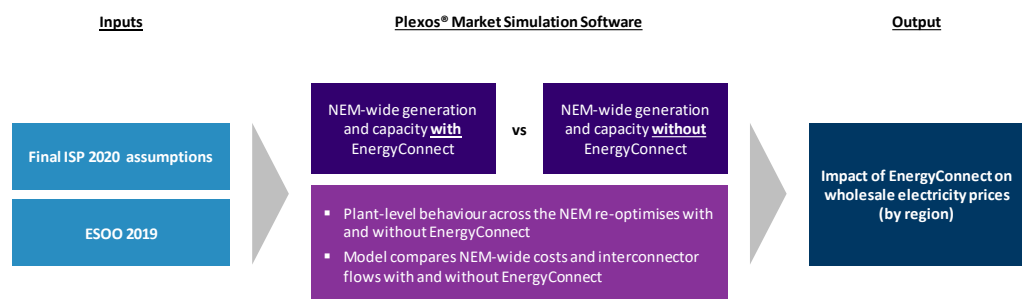 Inputs
Plexos® Market Simulation Software
Output
Final ISP 2020 assumptions
ESOO 2019
NEM-wide generation
and capacity with
EnergyConnect
vs
NEM-wide generation
and capacity without
EnergyConnect
▪ Plant-level behaviour across the NEM re-optimises with
and without EnergyConnect
▪ Model compares NEM-wide costs and interconnector
flows with and without EnergyConnect
Impact of EnergyConnect on
wholesale electricity prices
(by region)